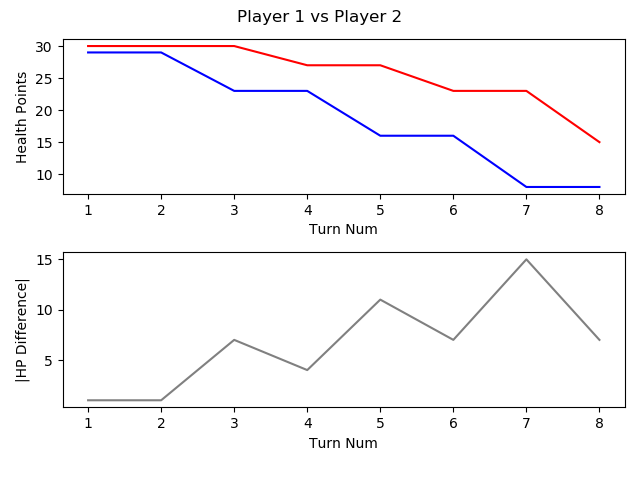 Player 1 vs Player 2
30
25
20
15
10
Health Points
1 2 3 4 5 6 7 8
Turn Num
15
10
5
|HP Difference|
1 2 3 4 5 6 7 8
Turn Num